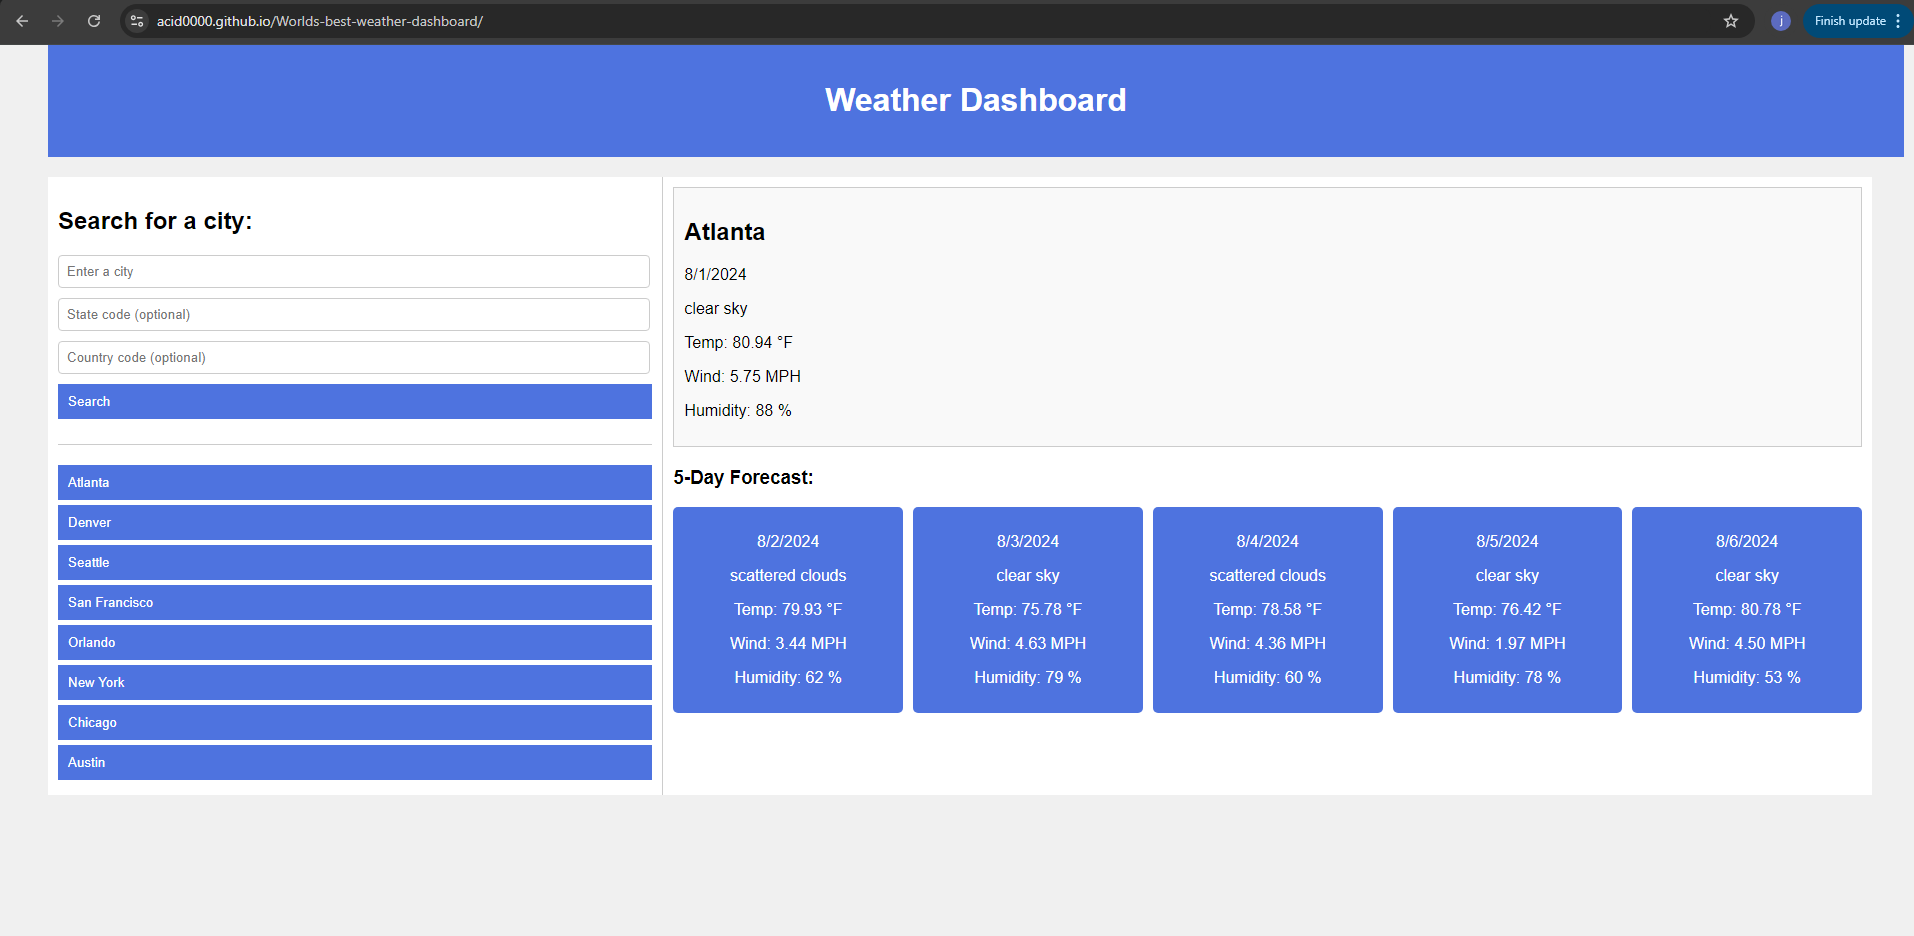 acid0000.github.io/Worlds-best-weather-dashboard/
j
Finish update
Weather Dashboard
Search for a city:
Enter a city
State code (optional)
Country code (optional)
Search
Atlanta
Denver
Seattle
San Francisco
Orlando
New York
Chicago
Austin
Atlanta
8/1/2024
clear sky
Temp: 80.94 °F
Wind: 5.75 MPH
Humidity: 88 %
5-Day Forecast:
8/2/2024
scattered clouds
Temp: 79.93 °F
Wind: 3.44 MPH
Humidity: 62 %
8/3/2024
clear sky
Temp: 75.78 °F
Wind: 4.63 MPH
Humidity: 79 %
8/4/2024
scattered clouds
Temp: 78.58 °F
Wind: 4.36 MPH
Humidity: 60 %
8/5/2024
clear sky
Temp: 76.42 °F
Wind: 1.97 MPH
Humidity: 78 %
8/6/2024
clear sky
Temp: 80.78 °F
Wind: 4.50 MPH
Humidity: 53 %